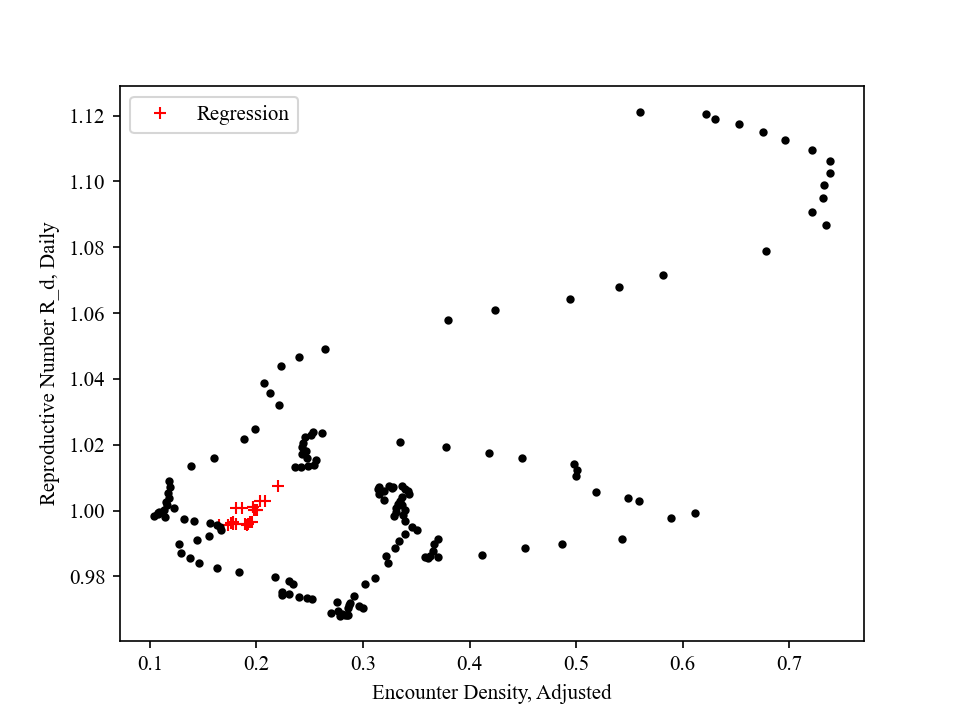 Regression
1.12
1.10
1.08
1.06
1.04
1.02
1.00
0.98
Reproductive Number R_d, Daily
0.1 0.2 0.3 0.4 0.5 0.6 0.7
Encounter Density, Adjusted